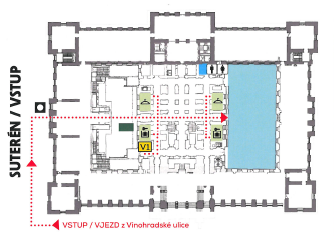 SUTERÉN / VSTUP
V1
VSTUP / VJEZD z Vinohradské ulice